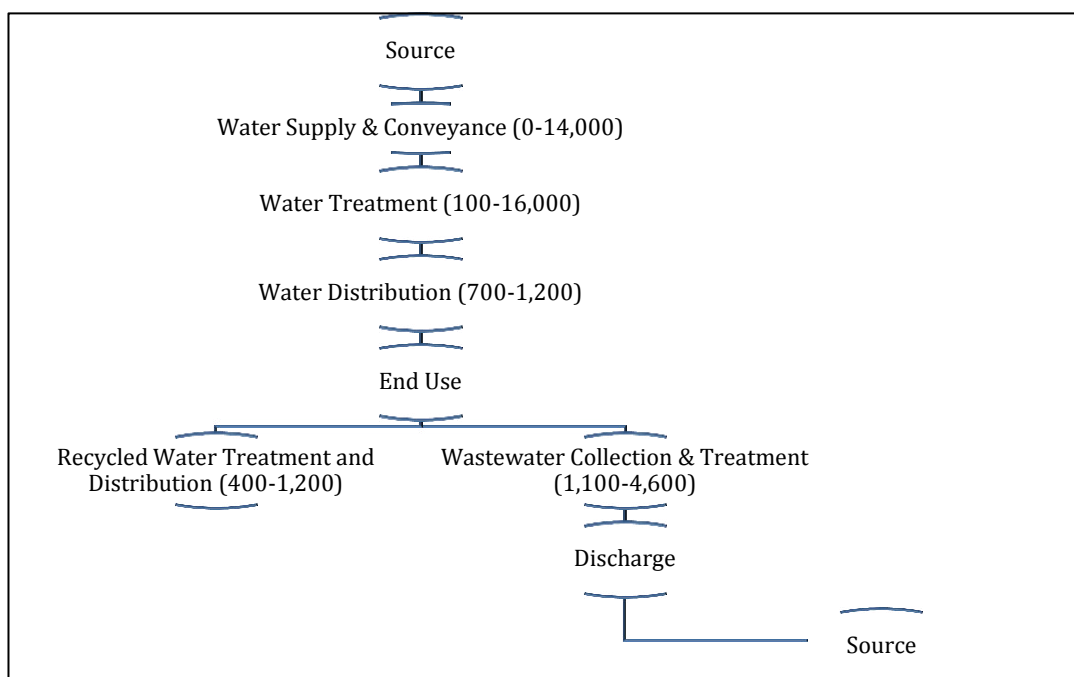 Source
Water Supply & Conveyance (0-14,000)
Water Treatment (100-16,000)
Water Distribution (700-1,200)
End Use
Recycled Water Treatment and
Distribution (400-1,200)
Wastewater Collection & Treatment
(1,100-4,600)
Discharge
Source